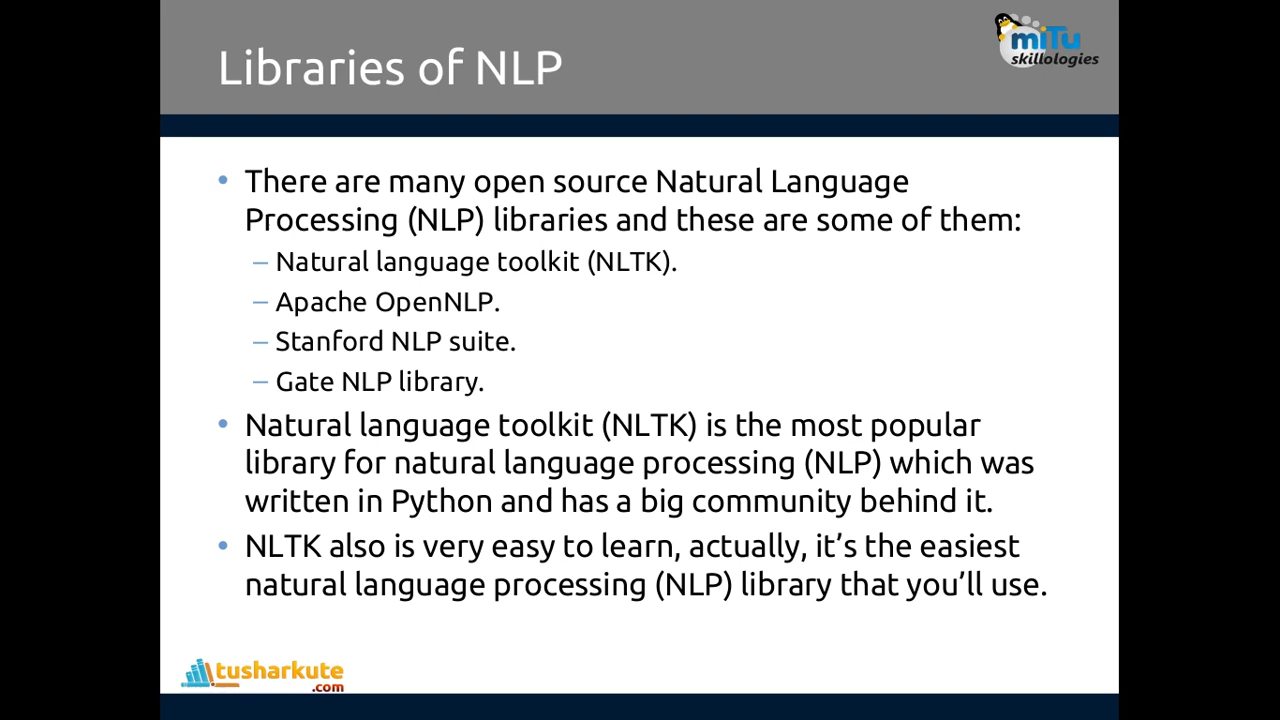 Libraries of NLP
miTu
skillologies
• There are many open source Natural Language
Processing (NLP) libraries and these are some of them:
– Natural language toolkit (NLTK).
– Apache OpenNLP.
– Stanford NLP suite.
– Gate NLP library.
• Natural language toolkit (NLTK) is the most popular
library for natural language processing (NLP) which was
written in Python and has a big community behind it.
• NLTK also is very easy to learn, actually, it’s the easiest
natural language processing (NLP) library that you’ll use.
tusharkute
.com